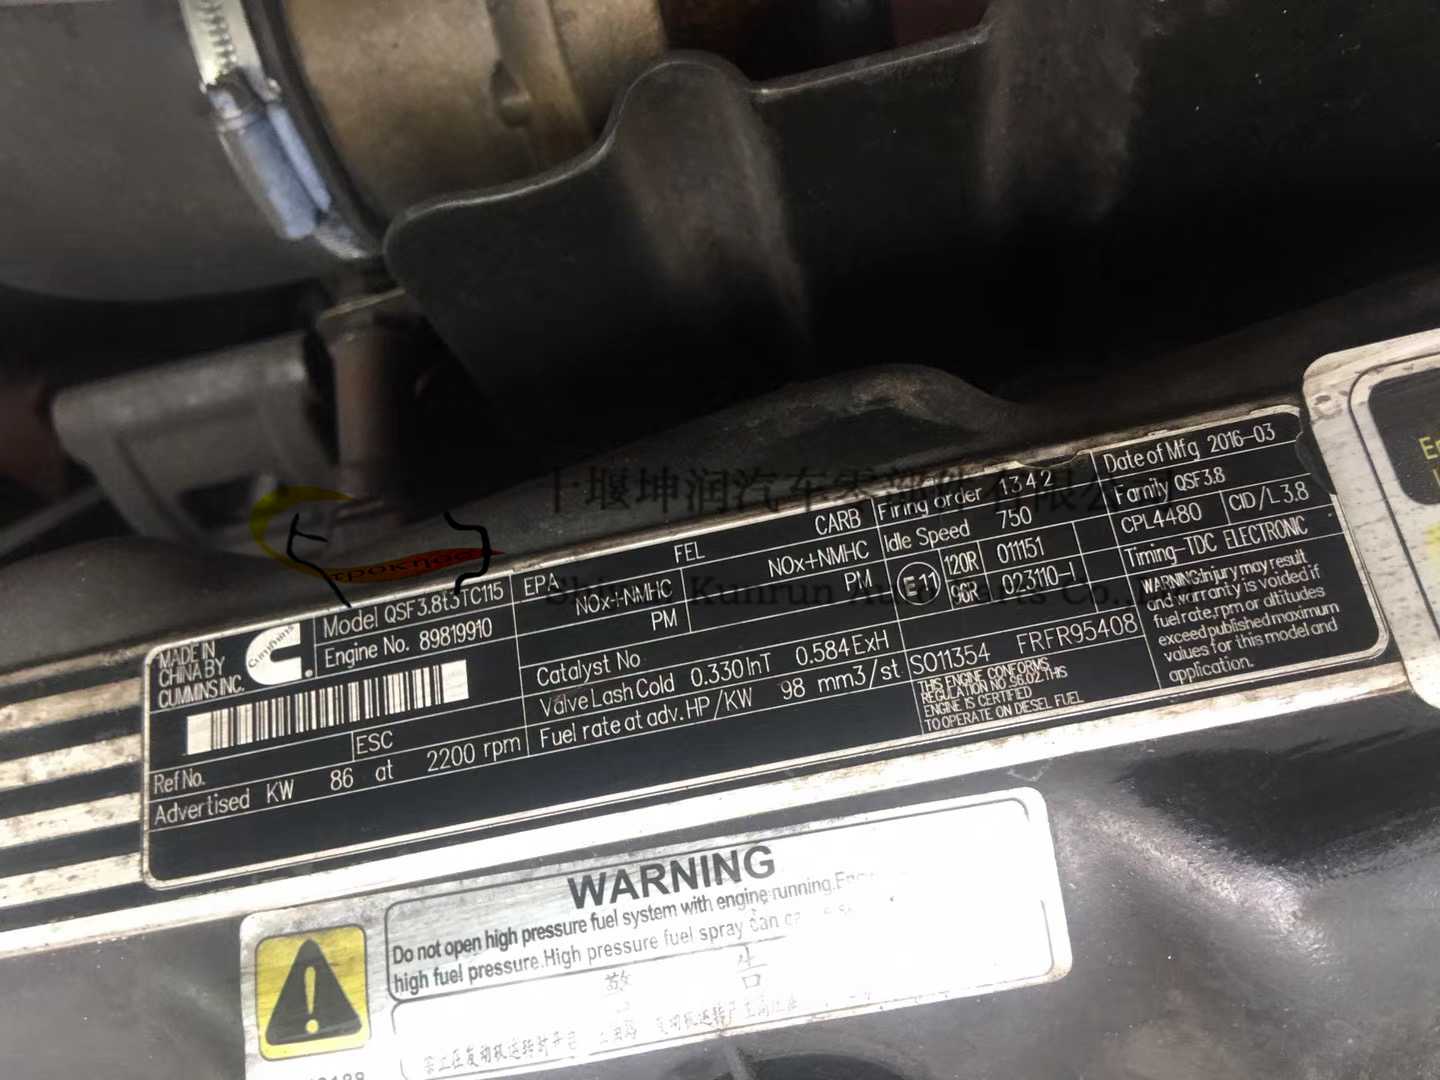 十堰坤润汽车零部件有限公司
Shiyan Kunrun Auto Parts Co.,
MADE IN
CHINA BY
CUMMINS INC.
Cummins
Model QSF3.8t3TC115
Engine No. 89819910
Ref No.
ESC
Advertised KW 86 at 2200 rpm
EPA FEL CARB
NOx+NMHC NOx+NMHC
PM PM
Catalyst No
Valve Lash Cold 0.330 InT 0.584 ExH
Fuel rate at adv. HP/KW 98 mm3/st
Firing order 1342
Idle Speed 750
E11 120R 011151
96R 023110-I
SO11354 FRFR95408
THIS ENGINE CONFORMS
REGULATION NO 96.02. THIS
ENGINE IS CERTIFIED
TO OPERATE ON DIESEL FUEL
Date of Mfg 2016-03
Family QSF3.8
CPL4480 CID/L 3.8
Timing-TDC ELECTRONIC
WARNING:Injury may result
and warranty is voided if
fuel rate,rpm or altitudes
exceed published maximum
values for this model and
application.
WARNING
Do not open high pressure fuel system with engine running.
high fuel pressure.High pressure fuel spray can
警 告